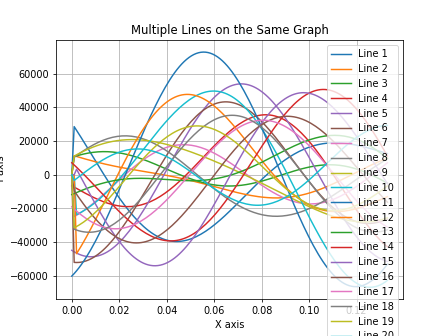 Multiple Lines on the Same Graph
60000
40000
20000
0
−20000
−40000
−60000
0.00
0.02
0.04
0.06
0.08
0.10
X axis
axis
Line 1
Line 2
Line 3
Line 4
Line 5
Line 6
Line 7
Line 8
Line 9
Line 10
Line 11
Line 12
Line 13
Line 14
Line 15
Line 16
Line 17
Line 18
Line 19
Line 20